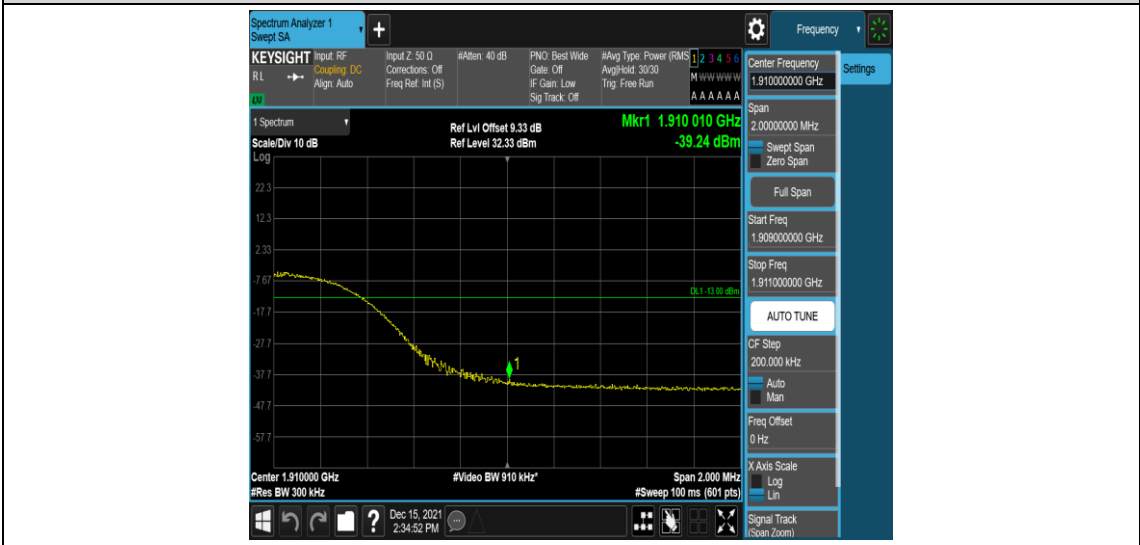 Spectrum Analyzer 1
Swept SA
+
Frequency
KEYSIGHT
RL
LXI
Input: RF
Coupling: DC
Align: Auto
Input Z: 50 Ω
Corrections: Off
Freq Ref: Int (S)
#Atten: 40 dB
PNO: Best Wide
Gate: Off
IF Gain: Low
Sig Track: Off
#Avg Type: Power (RMS
Avg|Hold: 30/30
Trig: Free Run
1 2 3 4 5 6
M W W W W W
A A A A A A
1 Spectrum
Scale/Div 10 dB
Log
Ref Lvl Offset 9.33 dB
Ref Level 32.33 dBm
Mkr1 1.910 010 GHz
-39.24 dBm
22.3
12.3
2.33
-7.67
-17.7
-27.7
-37.7
-47.7
-57.7
DL1 -13.00 dBm
1
Center 1.910000 GHz
#Res BW 300 kHz
#Video BW 910 kHz*
Span 2.000 MHz
#Sweep 100 ms (601 pts)
Dec 15, 2021
2:34:52 PM
?
Center Frequency
1.910000000 GHz
Settings
Span
2.00000000 MHz
Swept Span
Zero Span
Full Span
Start Freq
1.909000000 GHz
Stop Freq
1.911000000 GHz
AUTO TUNE
CF Step
200.000 kHz
Auto
Man
Freq Offset
0 Hz
X Axis Scale
Log
Lin
Signal Track
(Span Zoom)